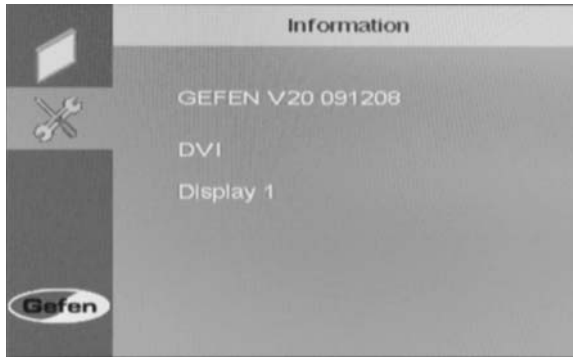 Information
GEFEN V20 091208
DVI
Display 1
Gefen